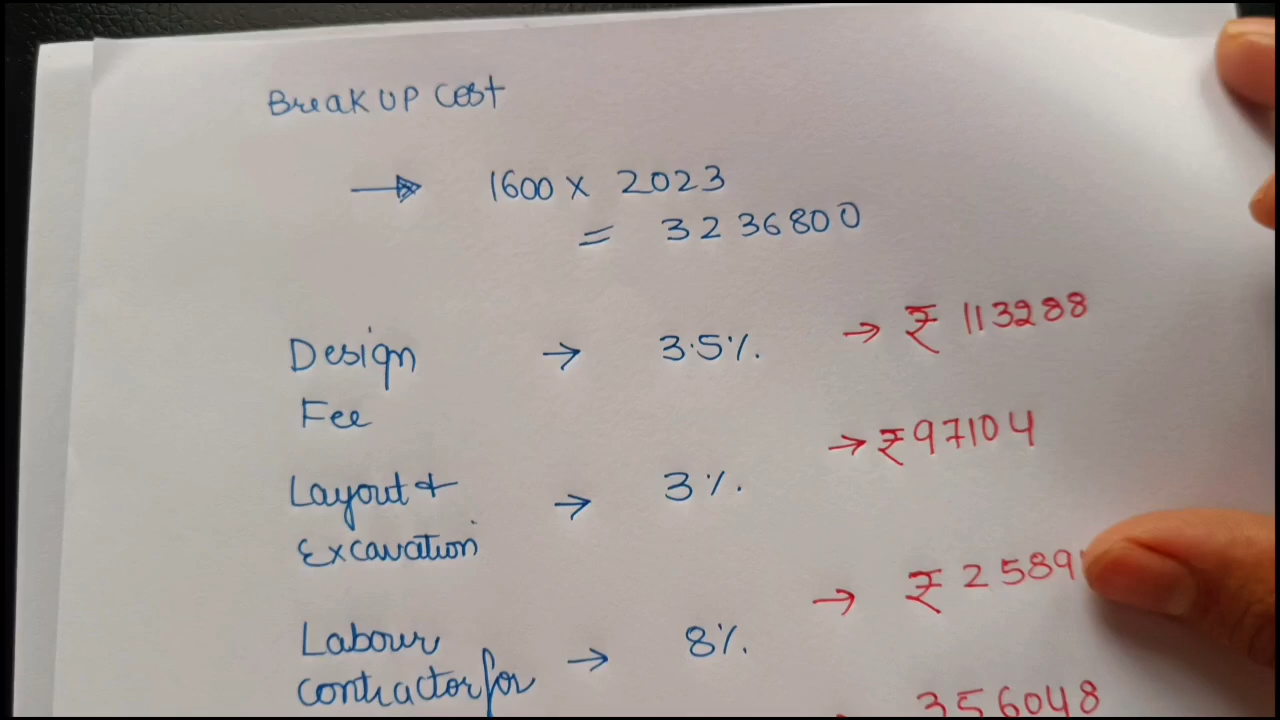 Break UP Cost
→ 1600 x 2023
= 3236800
Design Fee → 3.5%. → ₹ 113288
Layout & Excavation → 3%. → ₹97104
Labour contractor for → 8%. → ₹ 2589
356048